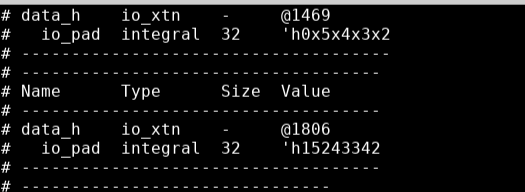 # data_h    io_xtn    -     @1469
#   io_pad  integral  32    'h0x5x4x3x2
# -------------------------------------
# ------------------------------------
# Name      Type      Size  Value
# ------------------------------------
# data_h    io_xtn    -     @1806
#   io_pad  integral  32    'h15243342
# ------------------------------------
# -------------------------------